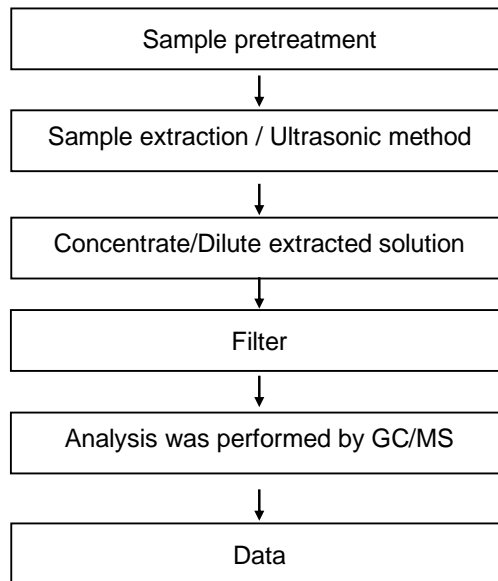 Sample pretreatment
Sample extraction / Ultrasonic method
Concentrate/Dilute extracted solution
Filter
Analysis was performed by GC/MS
Data